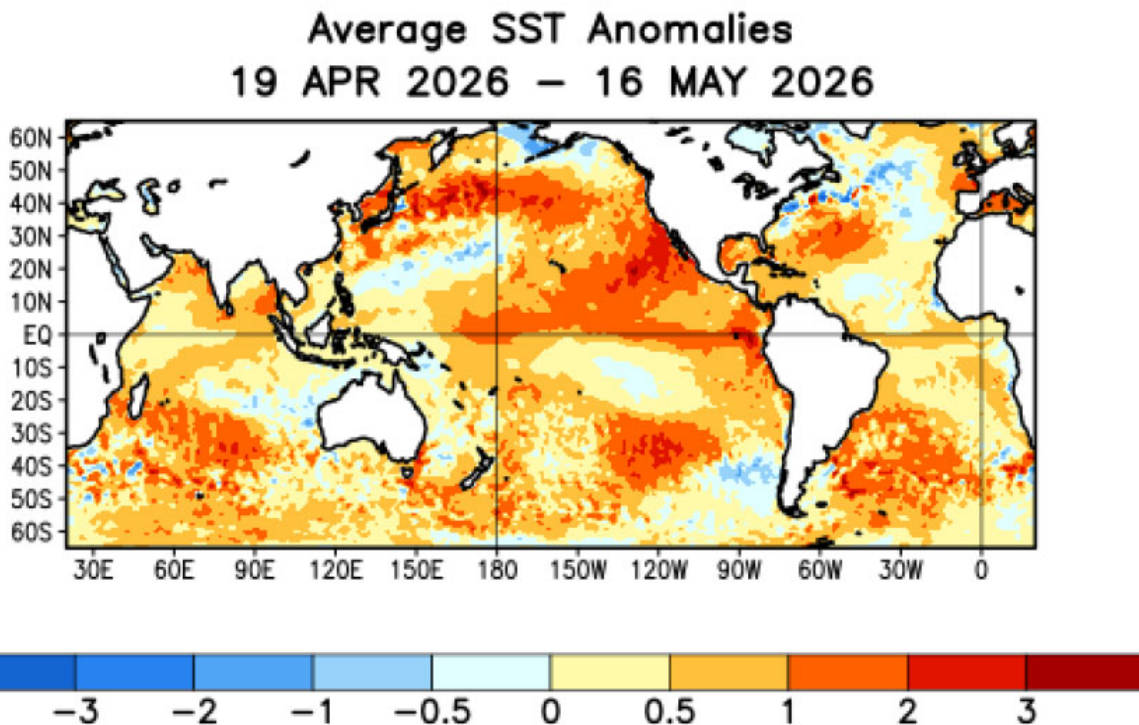 Average SST Anomalies
19 APR 2026 – 16 MAY 2026
60N
50N
40N
30N
20N
10N
EQ
10S
20S
30S
40S
50S
60S
30E 60E 90E 120E 150E 180 150W 120W 90W 60W 30W 0
−3 −2 −1 −0.5 0 0.5 1 2 3